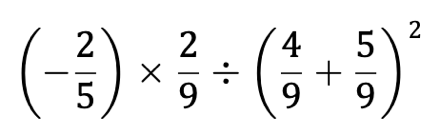 (−2/5) × 2/9 ÷ (4/9 + 5/9)²